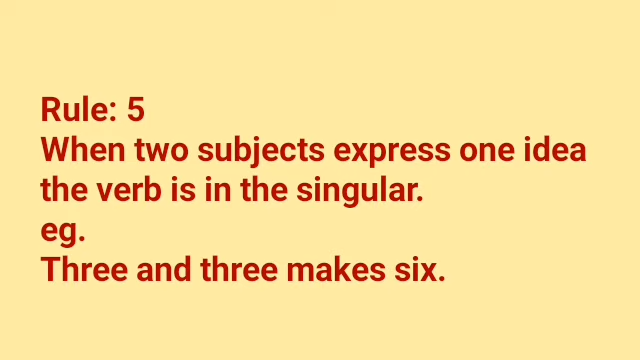 Rule: 5
When two subjects express one idea
the verb is in the singular.
eg.
Three and three makes six.